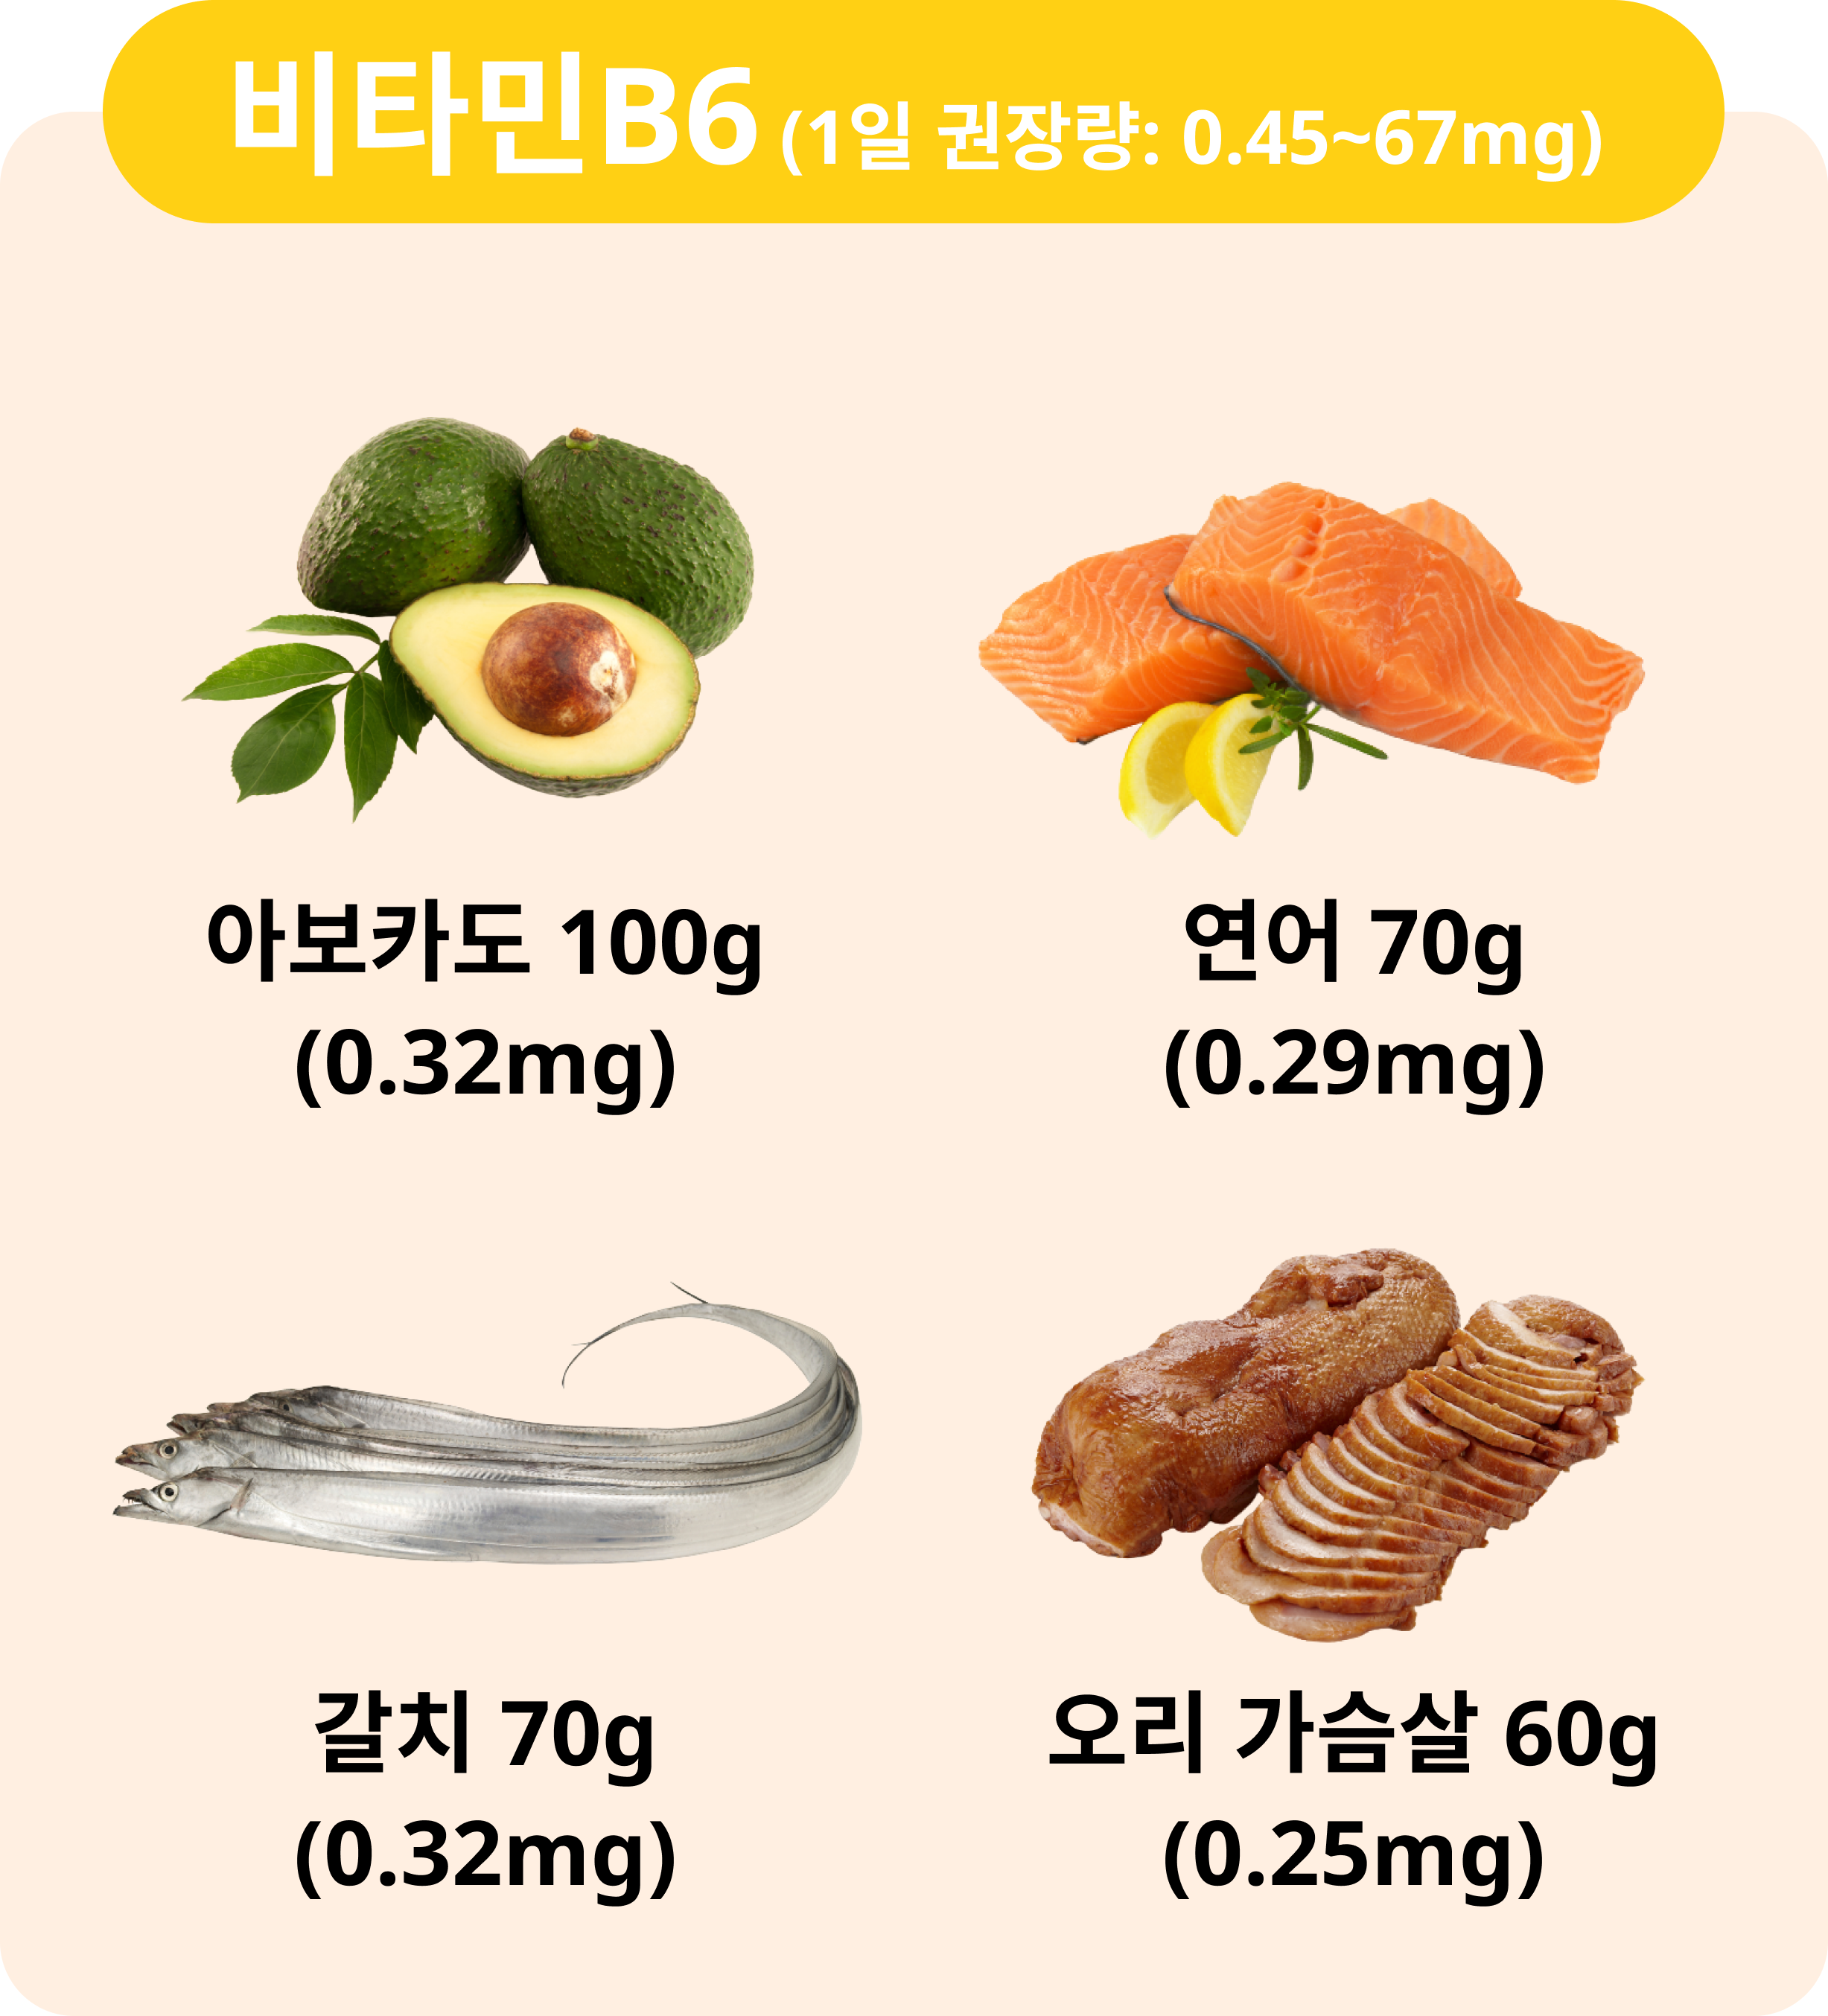 비타민B6 (1일 권장량: 0.45~67mg)
아보카도 100g
(0.32mg)
연어 70g
(0.29mg)
갈치 70g
(0.32mg)
오리 가슴살 60g
(0.25mg)